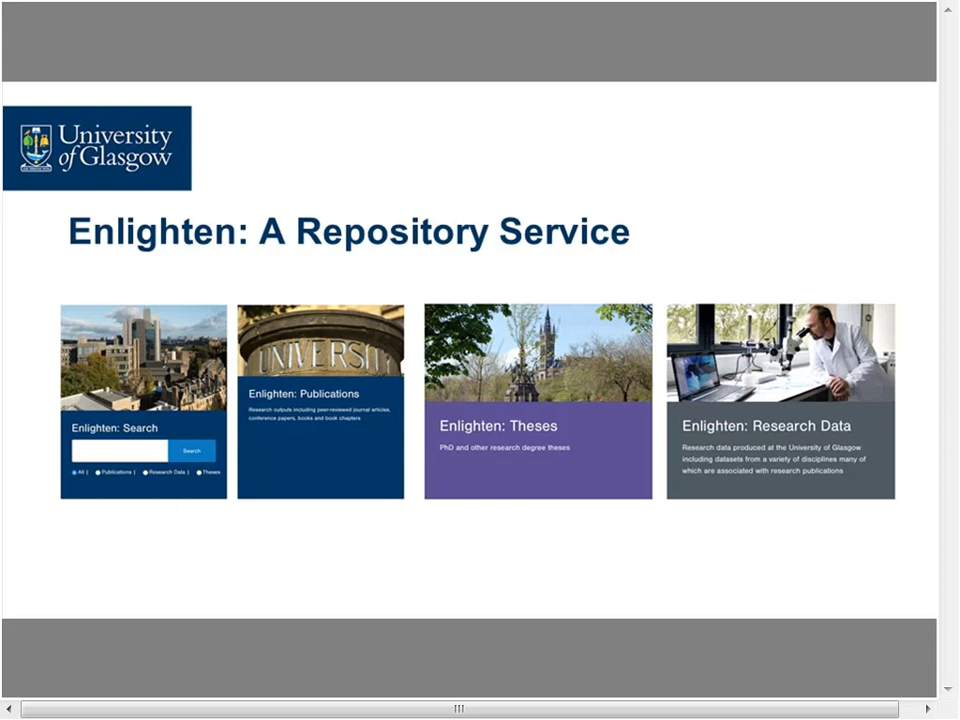 University
of Glasgow
Enlighten: A Repository Service
UNIVERSIT
Enlighten: Search
Search
All | Publications | Research Data | Theses
Enlighten: Publications
Research outputs including peer-reviewed journal articles,
conference papers, books and book chapters
Enlighten: Theses
PhD and other research degree theses
Enlighten: Research Data
Research data produced at the University of Glasgow
including datasets from a variety of disciplines many of
which are associated with research publications